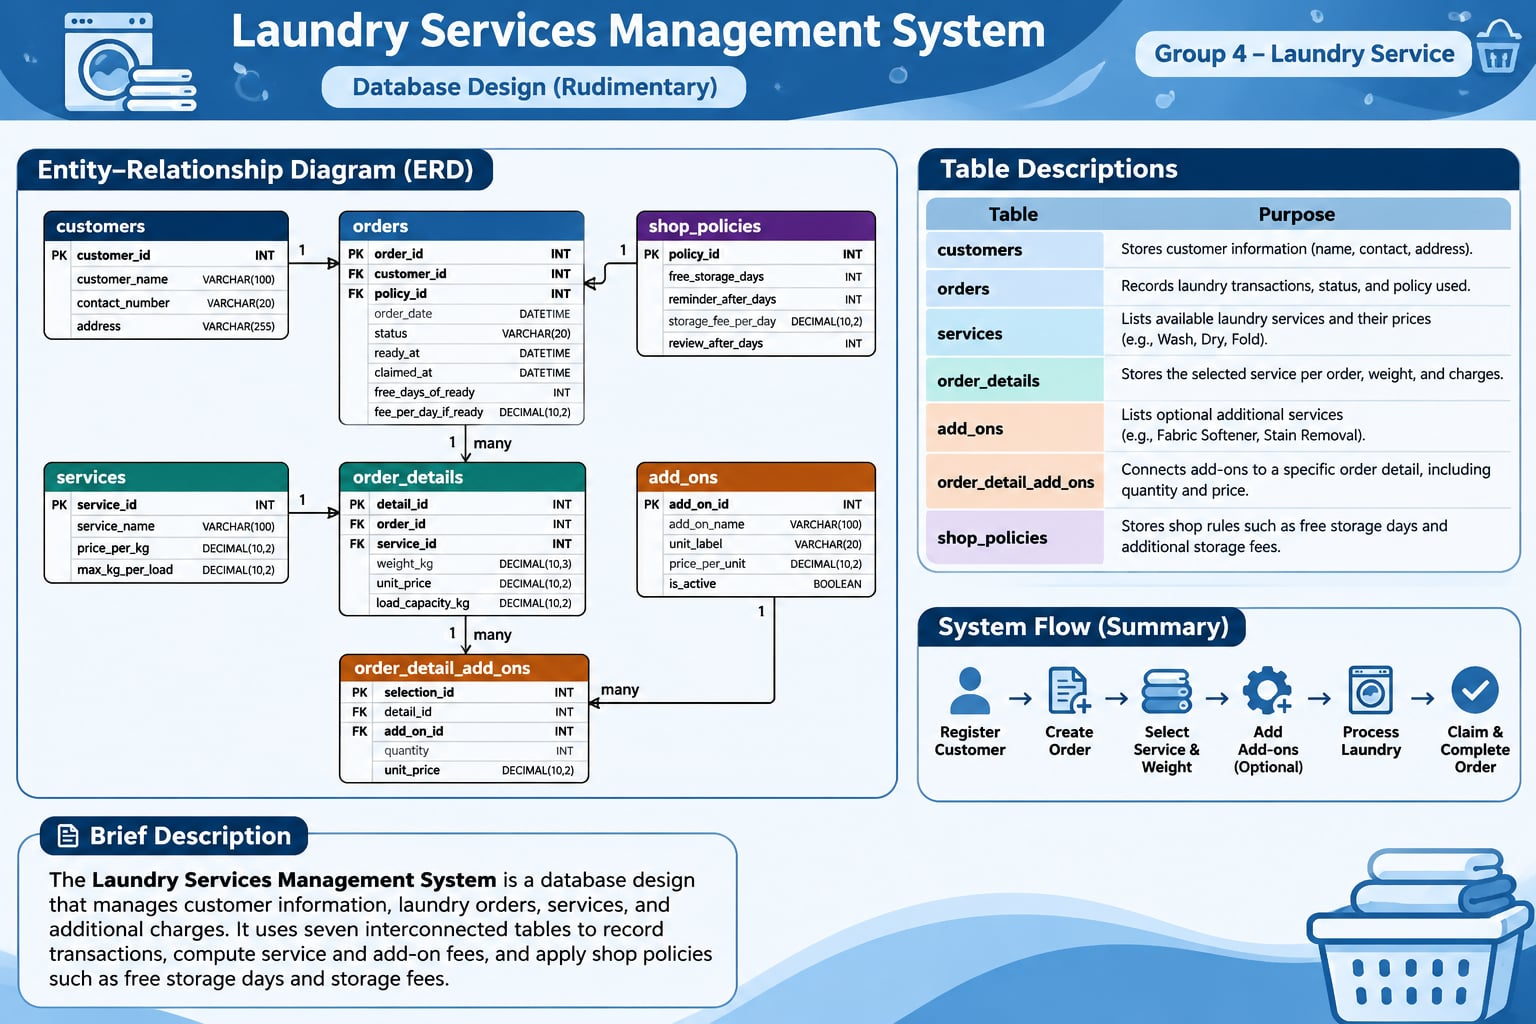 Laundry Services Management System
Database Design (Rudimentary)
Group 4 – Laundry Service
Entity–Relationship Diagram (ERD)
customers
PK customer_id INT
customer_name VARCHAR(100)
contact_number VARCHAR(20)
address VARCHAR(255)
1
orders
PK order_id INT
FK customer_id INT
FK policy_id INT
order_date DATETIME
status VARCHAR(20)
ready_at DATETIME
claimed_at DATETIME
free_days_of_ready INT
fee_per_day_if_ready DECIMAL(10,2)
1
shop_policies
PK policy_id INT
free_storage_days INT
reminder_after_days INT
storage_fee_per_day DECIMAL(10,2)
review_after_days INT
1 many
services
PK service_id INT
service_name VARCHAR(100)
price_per_kg DECIMAL(10,2)
max_kg_per_load DECIMAL(10,2)
1
order_details
PK detail_id INT
FK order_id INT
FK service_id INT
weight_kg DECIMAL(10,3)
unit_price DECIMAL(10,2)
load_capacity_kg DECIMAL(10,2)
add_ons
PK add_on_id INT
add_on_name VARCHAR(100)
unit_label VARCHAR(20)
price_per_unit DECIMAL(10,2)
is_active BOOLEAN
1
1 many
order_detail_add_ons
PK selection_id INT
FK detail_id INT
FK add_on_id INT
quantity INT
unit_price DECIMAL(10,2)
many
Table Descriptions
Table Purpose
customers Stores customer information (name, contact, address).
orders Records laundry transactions, status, and policy used.
services Lists available laundry services and their prices
(e.g., Wash, Dry, Fold).
order_details Stores the selected service per order, weight, and charges.
add_ons Lists optional additional services
(e.g., Fabric Softener, Stain Removal).
order_detail_add_ons Connects add-ons to a specific order detail, including
quantity and price.
shop_policies Stores shop rules such as free storage days and
additional storage fees.
System Flow (Summary)
Register
Customer
Create
Order
Select
Service &
Weight
Add
Add-ons
(Optional)
Process
Laundry
Claim &
Complete
Order
Brief Description
The Laundry Services Management System is a database design
that manages customer information, laundry orders, services, and
additional charges. It uses seven interconnected tables to record
transactions, compute service and add-on fees, and apply shop policies
such as free storage days and storage fees.